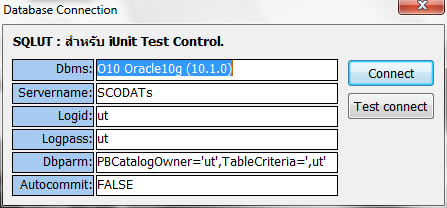 Database Connection
SQLUT : สำหรับ iUnit Test Control.
Dbms: O10 Oracle10g (10.1.0)
Connect
Servername: SCODATs
Test connect
Logid: ut
Logpass: ut
Dbparm: PBCatalogOwner='ut',TableCriteria=',ut'
Autocommit: FALSE